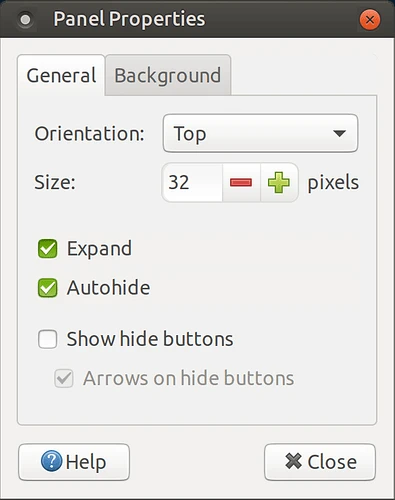 Panel Properties
General Background
Orientation: Top
Size: 32 pixels
Expand
Autohide
Show hide buttons
Arrows on hide buttons
Help Close